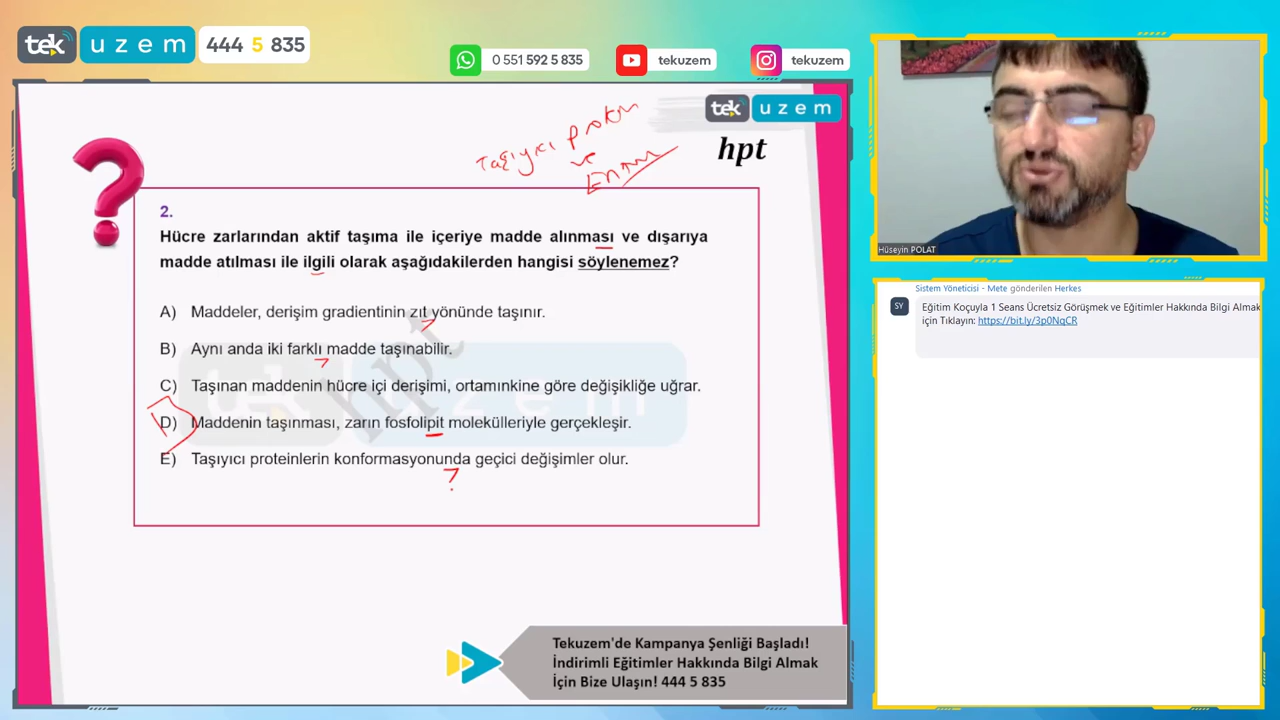 tek uzem 444 5 835
0 551 592 5 835 tekuzem tekuzem
tek uzem
hpt
Taşıyıcı protein
ve
Enzim
2.
Hücre zarlarından aktif taşıma ile içeriye madde alınması ve dışarıya
madde atılması ile ilgili olarak aşağıdakilerden hangisi söylenemez?
A) Maddeler, derişim gradientinin zıt yönünde taşınır.
B) Aynı anda iki farklı madde taşınabilir.
C) Taşınan maddenin hücre içi derişimi, ortamınkine göre değişikliğe uğrar.
D) Maddenin taşınması, zarın fosfolipit molekülleriyle gerçekleşir.
E) Taşıyıcı proteinlerin konformasyonunda geçici değişimler olur.
?
tek uzem
hpt
Tekuzem'de Kampanya Şenliği Başladı!
İndirimli Eğitimler Hakkında Bilgi Almak
İçin Bize Ulaşın! 444 5 835
Hüseyin POLAT
Sistem Yöneticisi - Mete gönderilen Herkes
SY
Eğitim Koçuyla 1 Seans Ücretsiz Görüşmek ve Eğitimler Hakkında Bilgi Almak
için Tıklayın: https://bit.ly/3p0NqCR